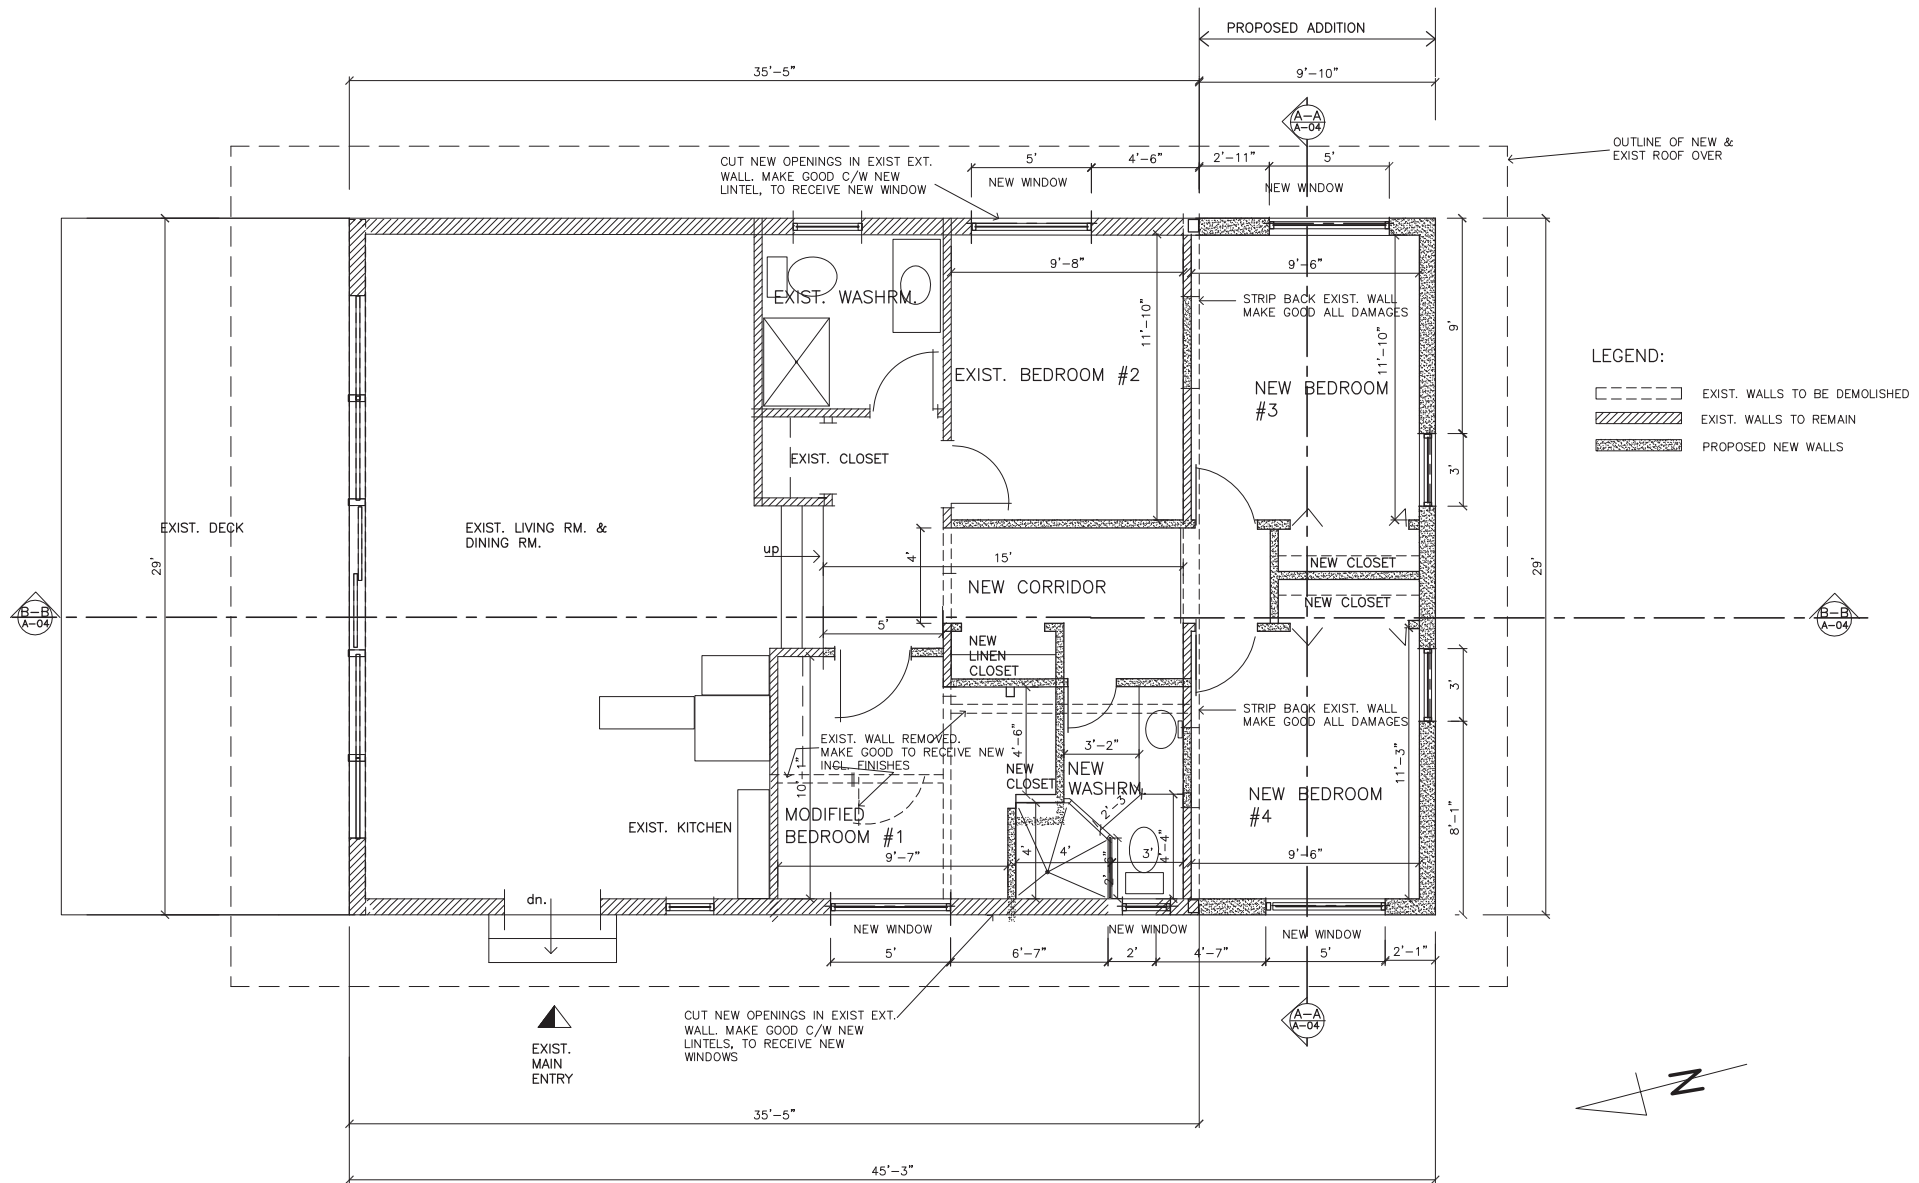 PROPOSED ADDITION
35'-5"
9'-10"
A-A
A-04
OUTLINE OF NEW &
EXIST ROOF OVER
CUT NEW OPENINGS IN EXIST EXT.
WALL. MAKE GOOD C/W NEW
LINTEL, TO RECEIVE NEW WINDOW
5'
4'-6"
2'-11"
5'
NEW WINDOW
NEW WINDOW
9'-8"
9'-6"
EXIST. WASHRM.
STRIP BACK EXIST. WALL
MAKE GOOD ALL DAMAGES
11'-10"
11'-10"
9'
EXIST. BEDROOM #2
NEW BEDROOM
#3
LEGEND:
EXIST. WALLS TO BE DEMOLISHED
EXIST. WALLS TO REMAIN
PROPOSED NEW WALLS
EXIST. CLOSET
3'
EXIST. DECK
EXIST. LIVING RM. &
DINING RM.
29'
up
4'
15'
NEW CORRIDOR
NEW CLOSET
NEW CLOSET
29'
B-B
A-04
B-B
A-04
5'
NEW
LINEN
CLOSET
3'
STRIP BACK EXIST. WALL
MAKE GOOD ALL DAMAGES
EXIST. WALL REMOVED.
MAKE GOOD TO RECEIVE NEW
INCL. FINISHES
4'-6"
3'-2"
NEW
CLOSET
NEW
WASHRM.
10'-1"
2'-3"
11'-3"
NEW BEDROOM
#4
8'-1"
EXIST. KITCHEN
MODIFIED
BEDROOM #1
9'-7"
4'
4'
2'-6"
3'
4'-4"
9'-6"
dn.
NEW WINDOW
NEW WINDOW
NEW WINDOW
5'
6'-7"
2'
4'-7"
5'
2'-1"
CUT NEW OPENINGS IN EXIST EXT.
WALL. MAKE GOOD C/W NEW
LINTELS, TO RECEIVE NEW
WINDOWS
A-A
A-04
EXIST.
MAIN
ENTRY
N
35'-5"
45'-3"